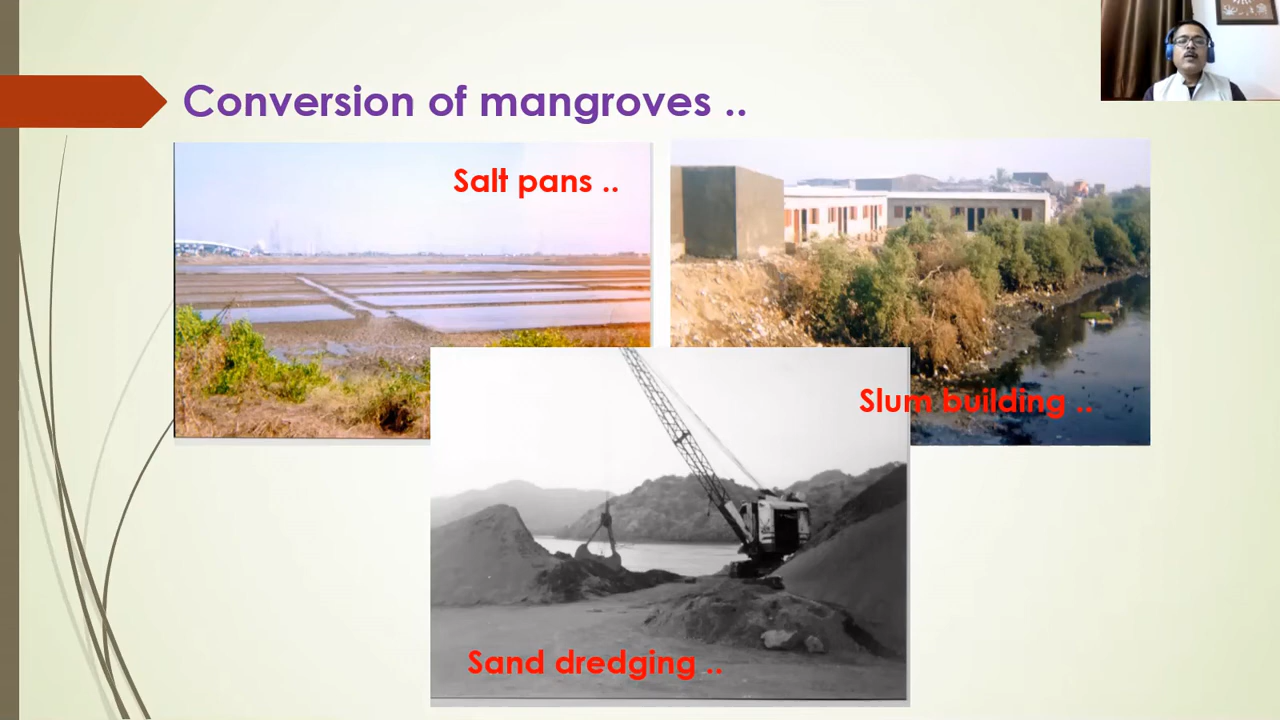 Conversion of mangroves ..
Salt pans ..
Slum building ..
Sand dredging ..